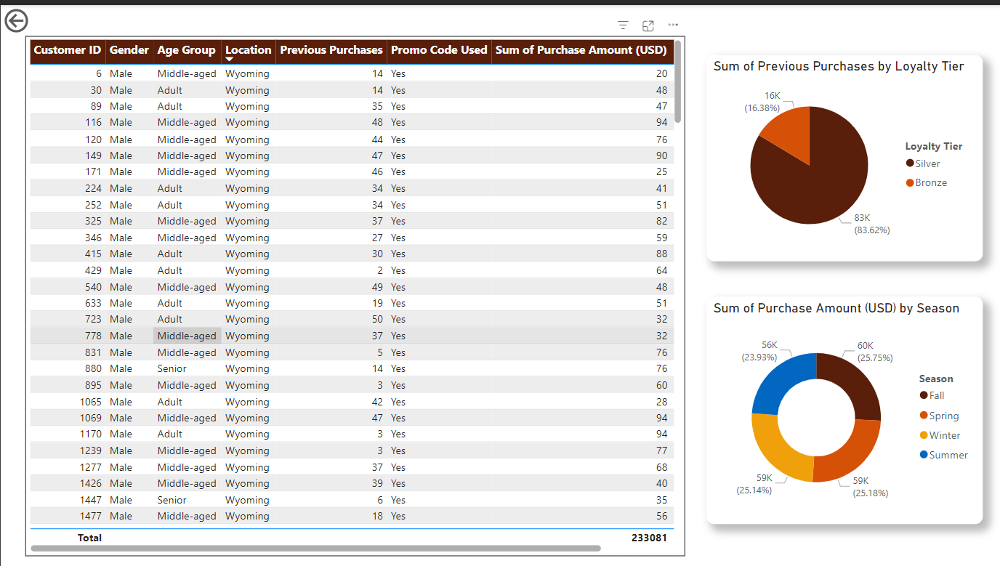 Customer ID Gender Age Group Location Previous Purchases Promo Code Used Sum of Purchase Amount (USD)
6 Male Middle-aged Wyoming 14 Yes 20
30 Male Adult Wyoming 14 Yes 48
89 Male Adult Wyoming 35 Yes 47
116 Male Middle-aged Wyoming 48 Yes 94
120 Male Middle-aged Wyoming 44 Yes 76
149 Male Middle-aged Wyoming 47 Yes 90
171 Male Middle-aged Wyoming 46 Yes 25
224 Male Adult Wyoming 34 Yes 41
252 Male Adult Wyoming 34 Yes 51
325 Male Middle-aged Wyoming 37 Yes 82
346 Male Middle-aged Wyoming 27 Yes 59
415 Male Adult Wyoming 30 Yes 88
429 Male Adult Wyoming 2 Yes 64
540 Male Middle-aged Wyoming 49 Yes 48
633 Male Adult Wyoming 19 Yes 51
723 Male Adult Wyoming 50 Yes 32
778 Male Middle-aged Wyoming 37 Yes 32
831 Male Middle-aged Wyoming 5 Yes 76
880 Male Senior Wyoming 14 Yes 76
895 Male Middle-aged Wyoming 3 Yes 60
1065 Male Adult Wyoming 42 Yes 28
1069 Male Middle-aged Wyoming 47 Yes 94
1170 Male Adult Wyoming 3 Yes 94
1239 Male Middle-aged Wyoming 3 Yes 77
1277 Male Middle-aged Wyoming 37 Yes 68
1426 Male Middle-aged Wyoming 39 Yes 40
1447 Male Senior Wyoming 6 Yes 35
1477 Male Middle-aged Wyoming 18 Yes 56
Total 233081
Sum of Previous Purchases by Loyalty Tier
16K
(16.38%)
83K
(83.62%)
Loyalty Tier
Silver
Bronze
Sum of Purchase Amount (USD) by Season
56K
(23.93%)
60K
(25.75%)
59K
(25.14%)
59K
(25.18%)
Season
Fall
Spring
Winter
Summer